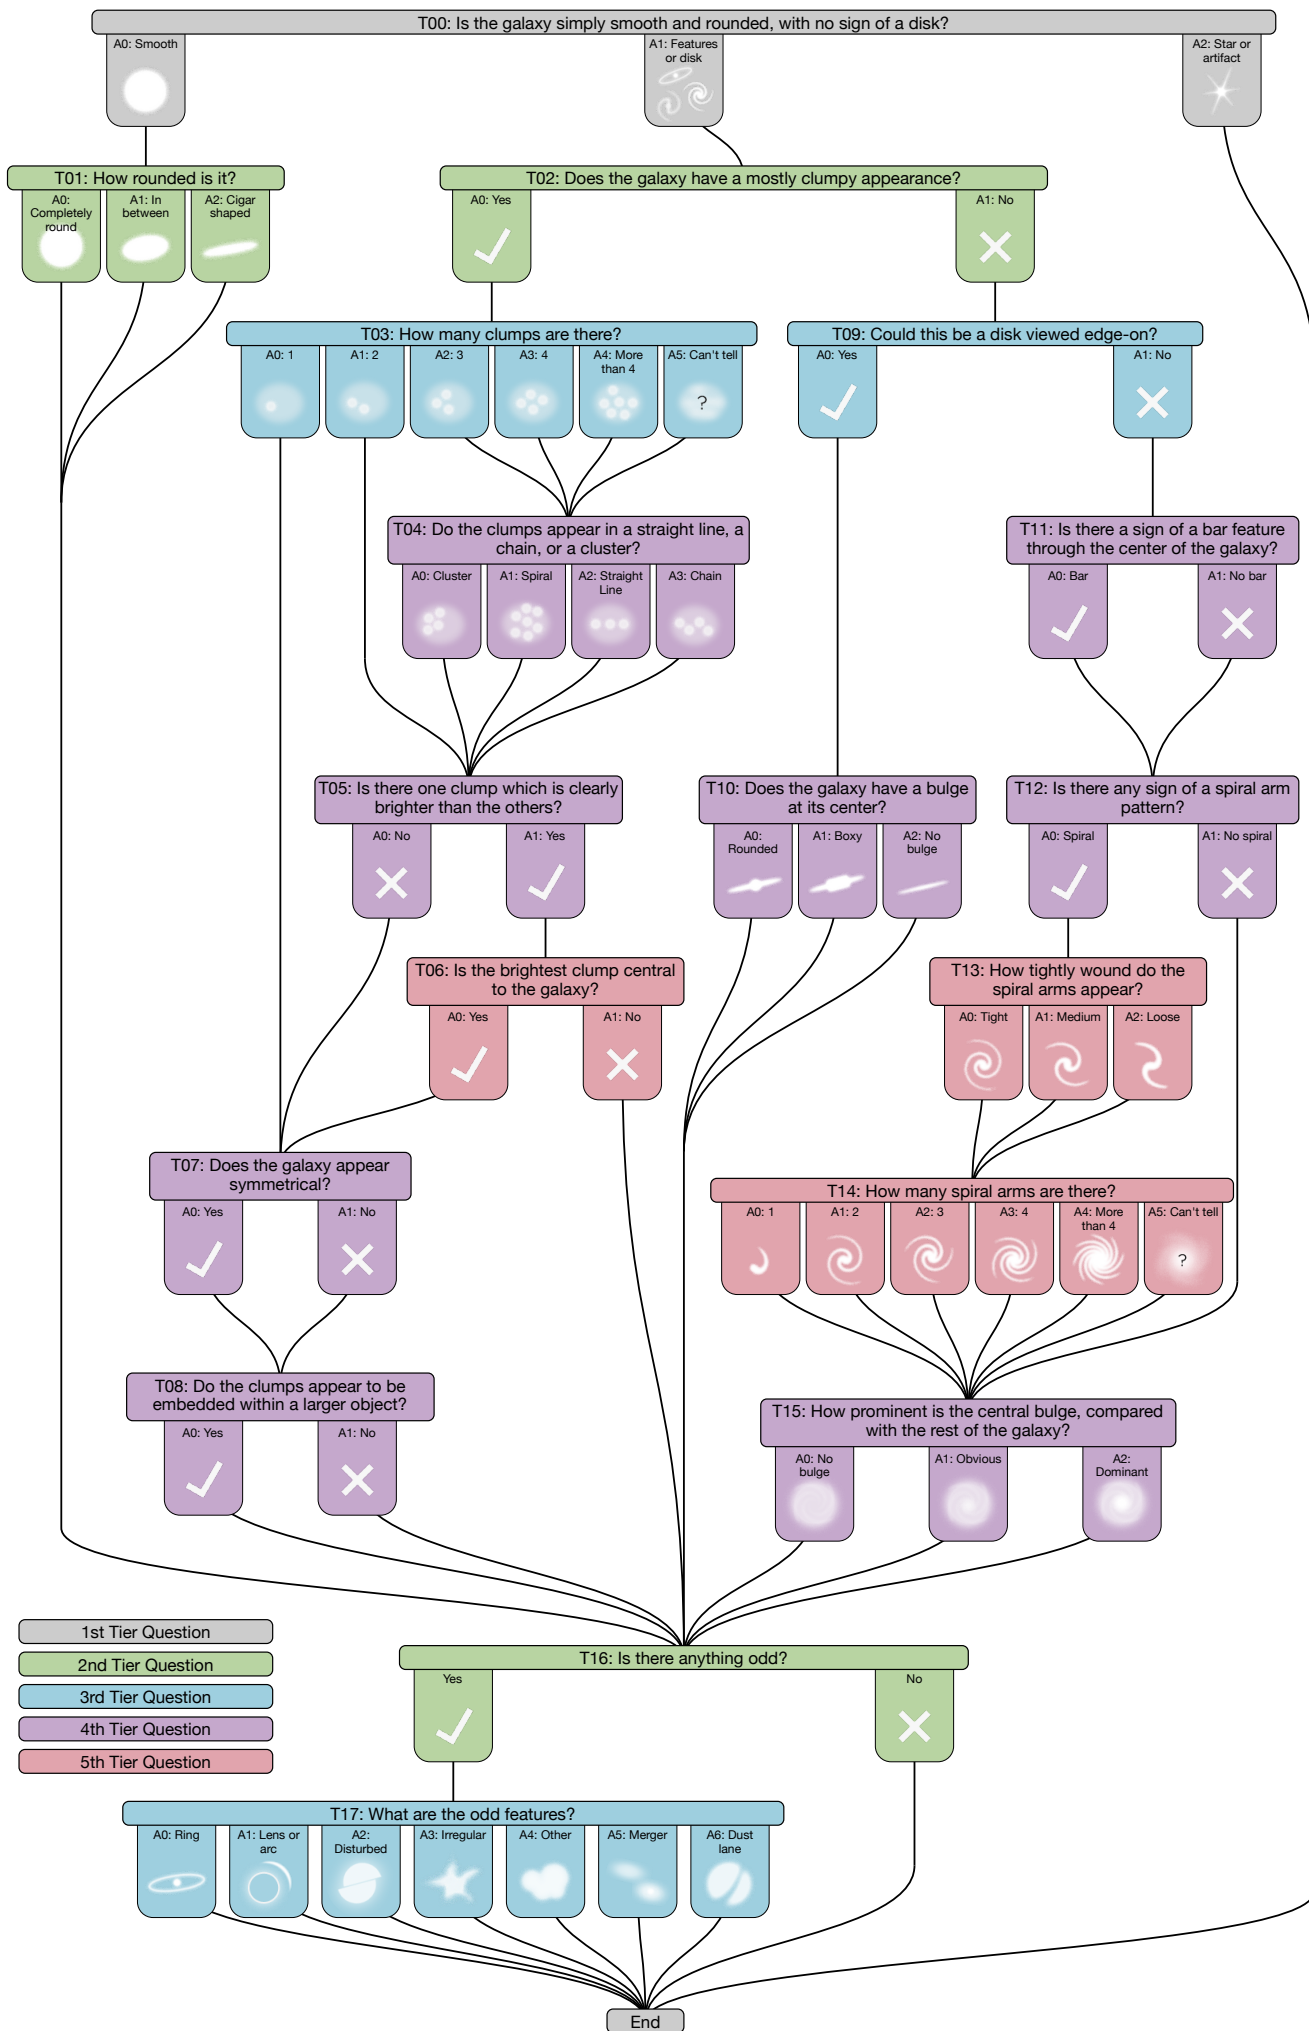 T00: Is the galaxy simply smooth and rounded, with no sign of a disk?
A0: Smooth
A1: Features
or disk
A2: Star or
artifact
T01: How rounded is it?
A0:
Completely
round
A1: In
between
A2: Cigar
shaped
T02: Does the galaxy have a mostly clumpy appearance?
A0: Yes
A1: No
T03: How many clumps are there?
A0: 1
A1: 2
A2: 3
A3: 4
A4: More
than 4
A5: Can't tell
?
T09: Could this be a disk viewed edge-on?
A0: Yes
A1: No
T04: Do the clumps appear in a straight line, a
chain, or a cluster?
A0: Cluster
A1: Spiral
A2: Straight
Line
A3: Chain
T11: Is there a sign of a bar feature
through the center of the galaxy?
A0: Bar
A1: No bar
T05: Is there one clump which is clearly
brighter than the others?
A0: No
A1: Yes
T10: Does the galaxy have a bulge
at its center?
A0:
Rounded
A1: Boxy
A2: No
bulge
T12: Is there any sign of a spiral arm
pattern?
A0: Spiral
A1: No spiral
T06: Is the brightest clump central
to the galaxy?
A0: Yes
A1: No
T13: How tightly wound do the
spiral arms appear?
A0: Tight
A1: Medium
A2: Loose
T07: Does the galaxy appear
symmetrical?
A0: Yes
A1: No
T14: How many spiral arms are there?
A0: 1
A1: 2
A2: 3
A3: 4
A4: More
than 4
A5: Can't tell
?
T08: Do the clumps appear to be
embedded within a larger object?
A0: Yes
A1: No
T15: How prominent is the central bulge, compared
with the rest of the galaxy?
A0: No
bulge
A1: Obvious
A2:
Dominant
1st Tier Question
2nd Tier Question
3rd Tier Question
4th Tier Question
5th Tier Question
T16: Is there anything odd?
Yes
No
T17: What are the odd features?
A0: Ring
A1: Lens or
arc
A2:
Disturbed
A3: Irregular
A4: Other
A5: Merger
A6: Dust
lane
End